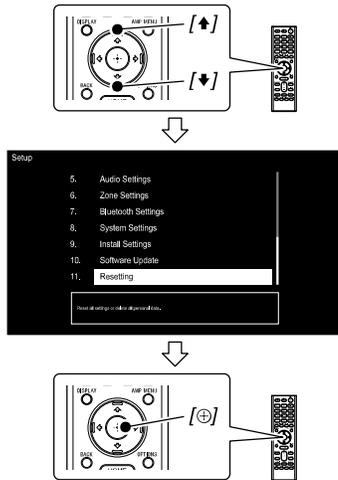 DISPLAY AMP MENU
[↑]
[↓]
BACK
HOME
Setup
5. Audio Settings
6. Zone Settings
7. Bluetooth Settings
8. System Settings
9. Install Settings
10. Software Update
11. Resetting
Reset all settings or delete all personal data.
DISPLAY AMP MENU
[⊕]
BACK OPTIONS
HOME